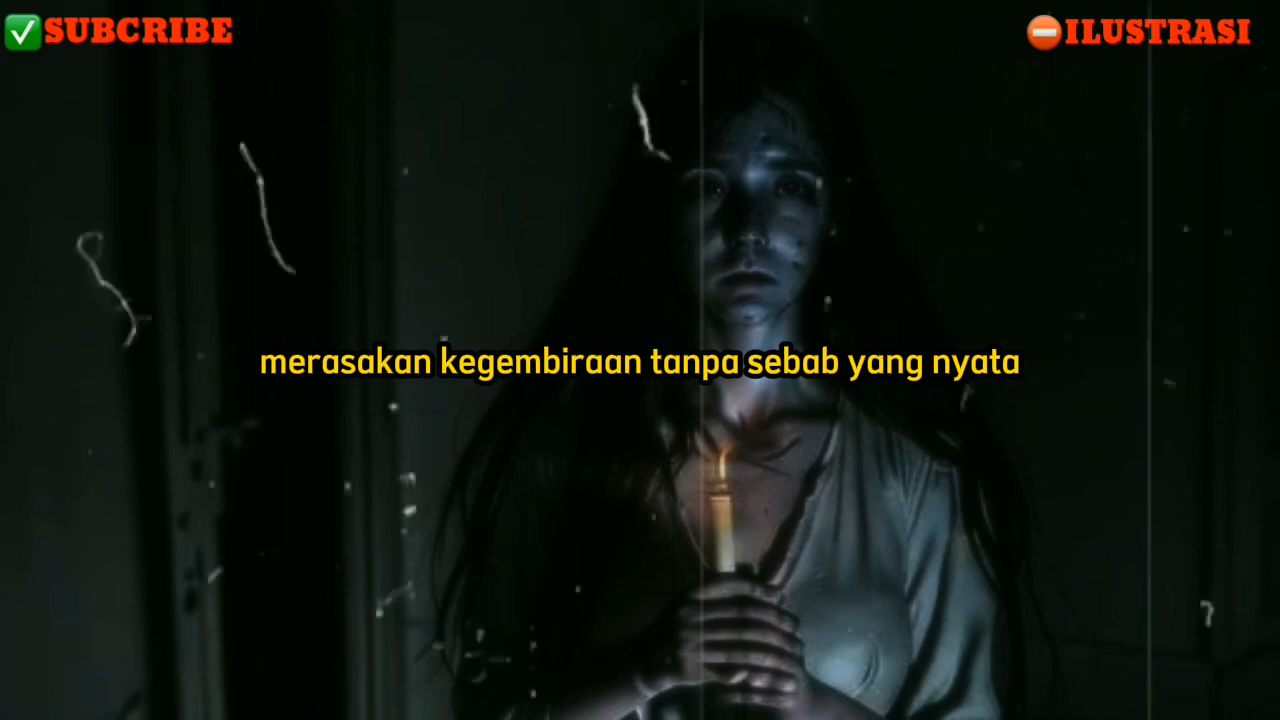 ✅SUBCRIBE
⛔ILUSTRASI
merasakan kegembiraan tanpa sebab yang nyata